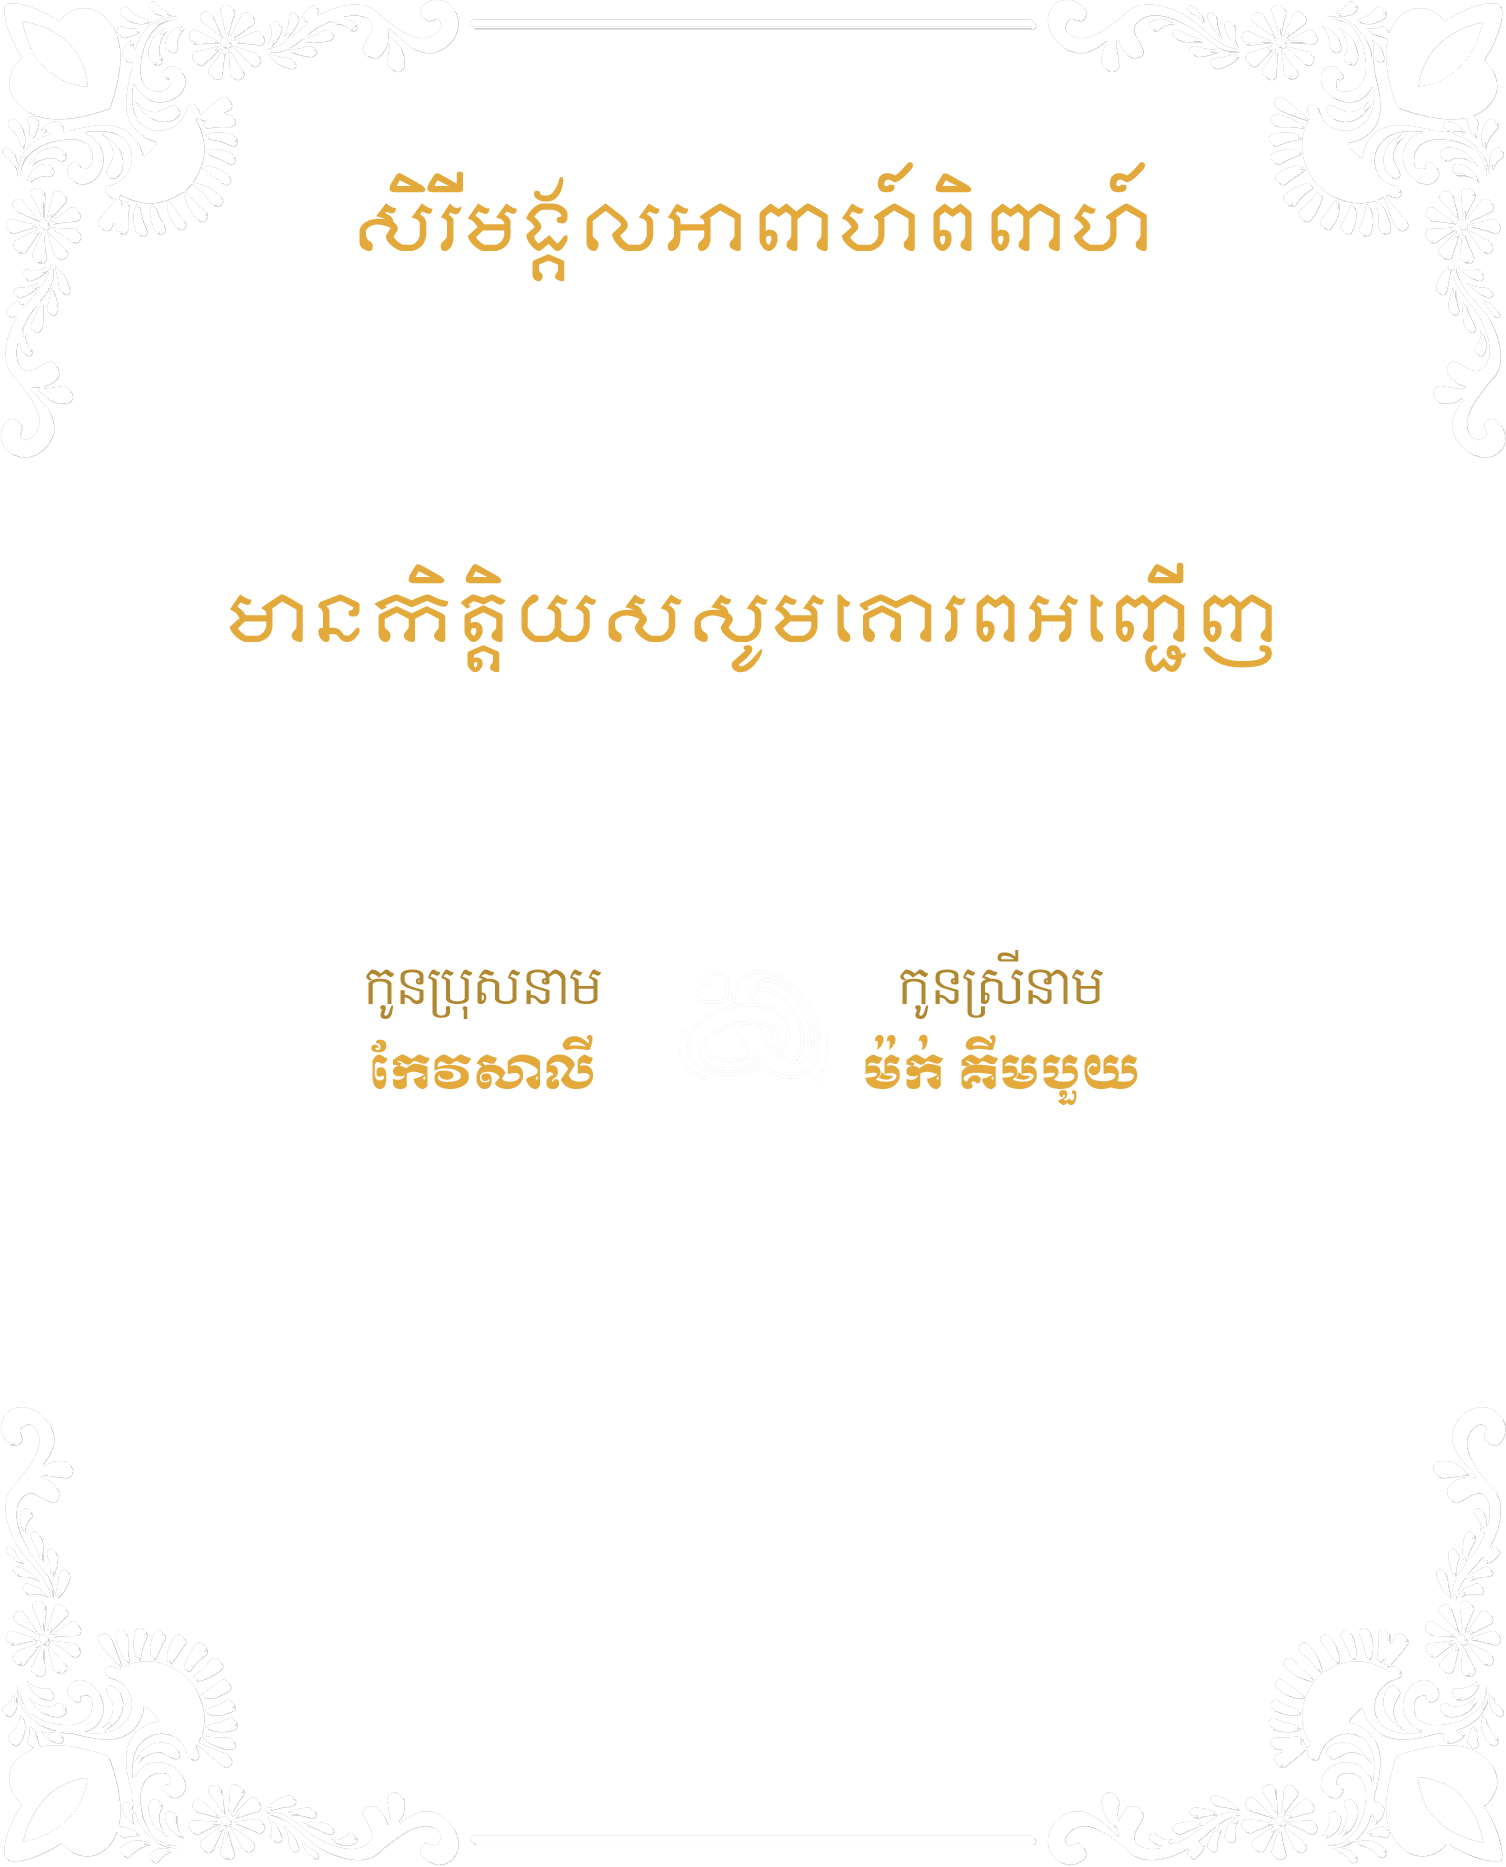 សិរីមង្គលអាពាហ៍ពិពាហ៍
មានកិត្តិយសសូមគោរពអញ្ជើញ
កូនប្រុសនាម
កែវសាលី
កូនស្រីនាម
ម៉ក់ គីមមួយ